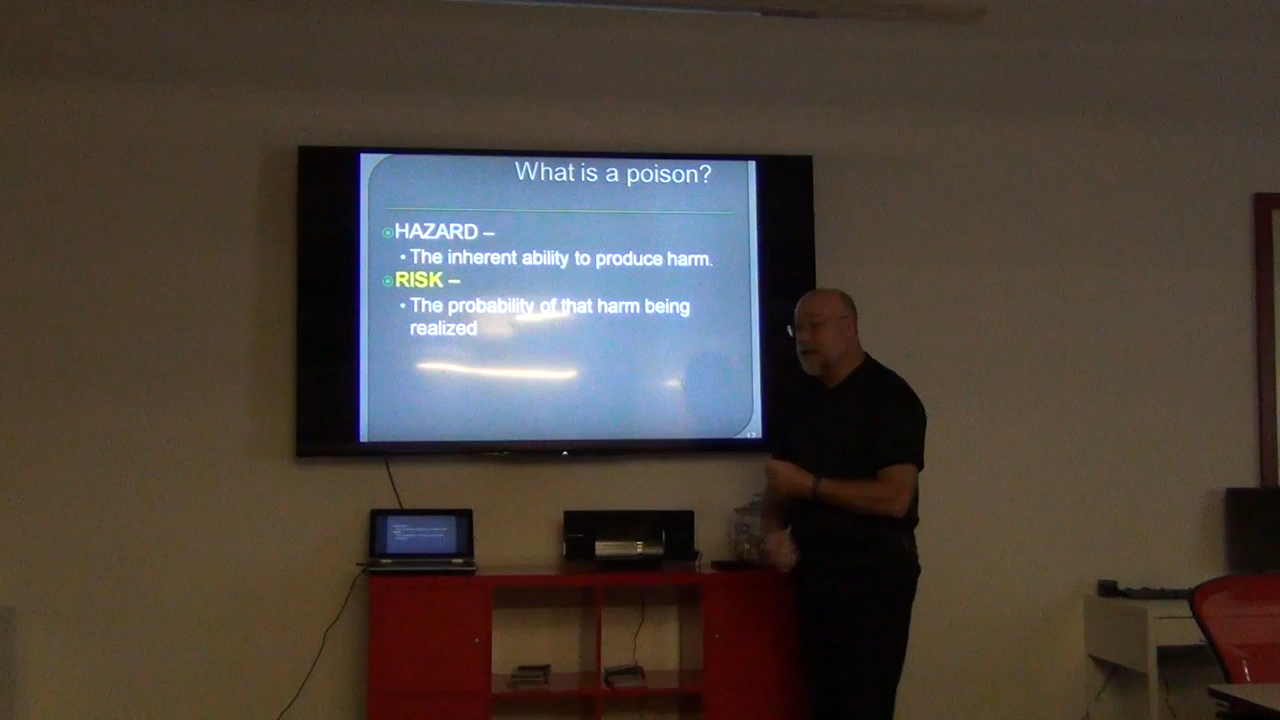 What is a poison?
HAZARD –
• The inherent ability to produce harm.
RISK –
• The probability of that harm being
realized